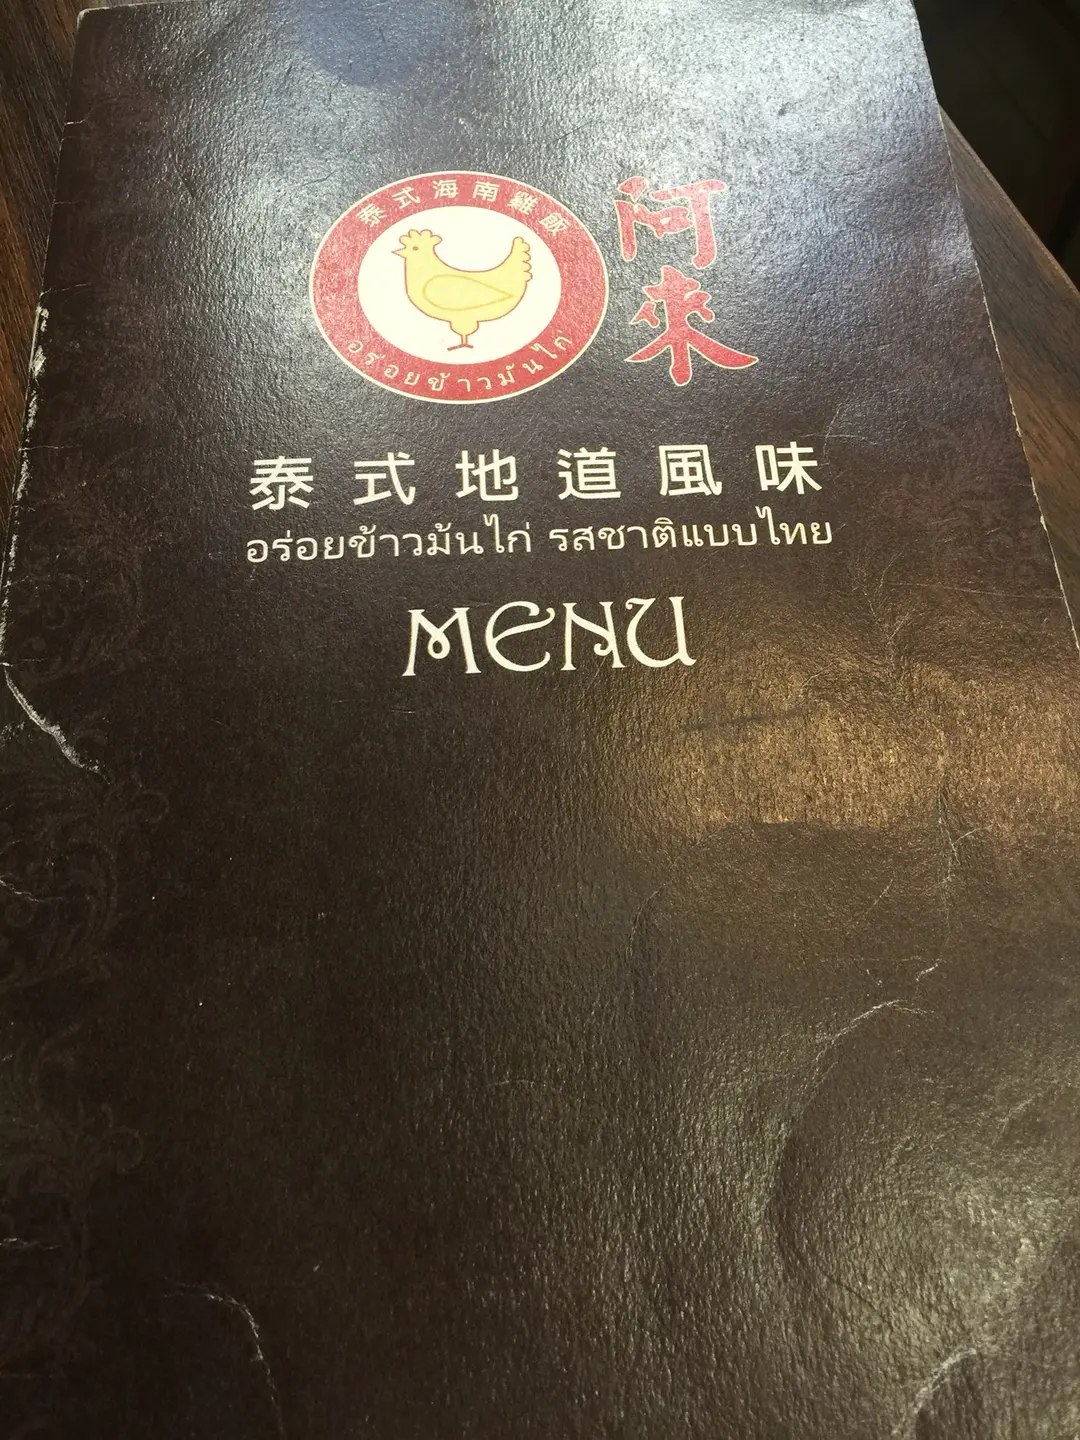 泰式海南雞飯
อร่อยข้าวมันไก่
阿來
泰式地道風味
อร่อยข้าวมันไก่ รสชาติแบบไทย
MENU